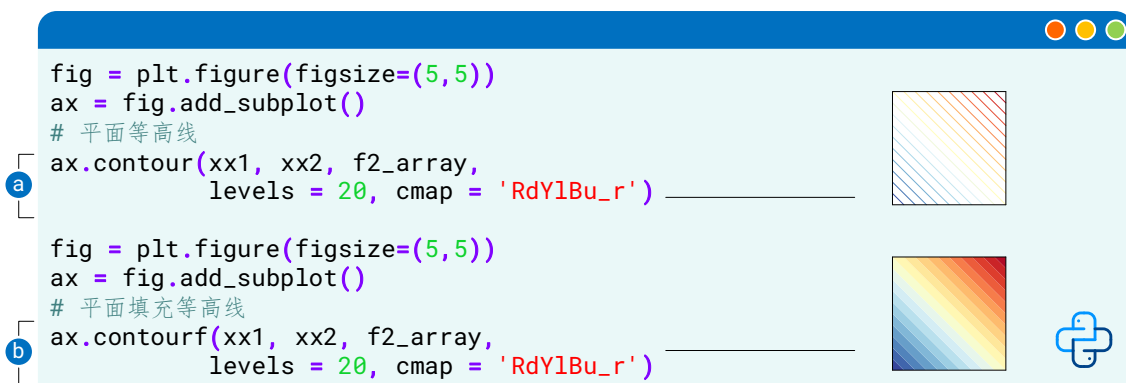 fig = plt.figure(figsize=(5,5))
ax = fig.add_subplot()
# 平面等高线
a
ax.contour(xx1, xx2, f2_array,
levels = 20, cmap = 'RdYlBu_r')
fig = plt.figure(figsize=(5,5))
ax = fig.add_subplot()
# 平面填充等高线
b
ax.contourf(xx1, xx2, f2_array,
levels = 20, cmap = 'RdYlBu_r')